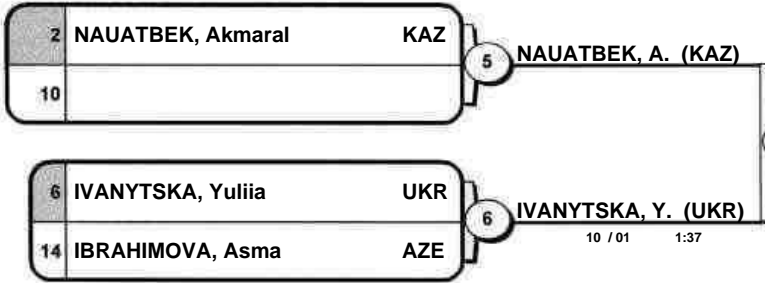 2 NAUATBEK, Akmaral KAZ
5 NAUATBEK, A. (KAZ)
10
6 IVANYTSKA, Yuliia UKR
6 IVANYTSKA, Y. (UKR)
10 / 01 1:37
14 IBRAHIMOVA, Asma AZE